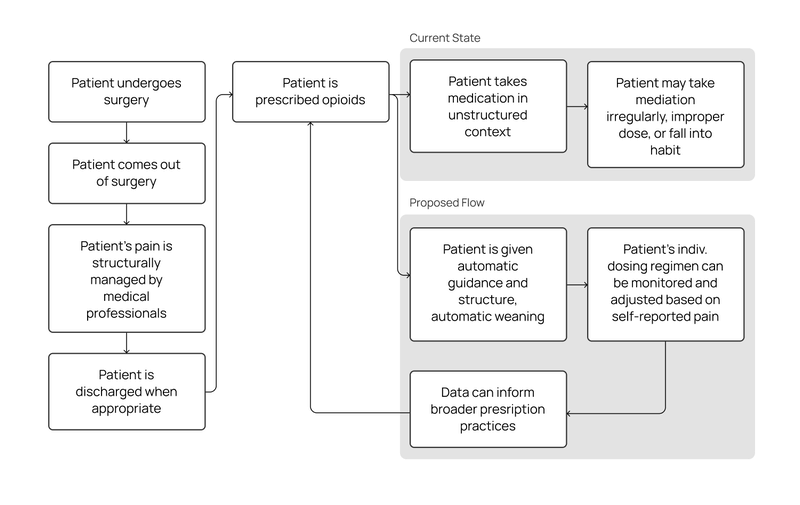 Patient undergoes
surgery
Patient comes out
of surgery
Patient's pain is
structurally
managed by
medical
professionals
Patient is
discharged when
appropriate
Patient is
prescribed opioids
Current State
Patient takes
medication in
unstructured
context
Patient may take
mediation
irregularly, improper
dose, or fall into
habit
Proposed Flow
Patient is given
automatic
guidance and
structure,
automatic weaning
Patient's indiv.
dosing regimen can
be monitored and
adjusted based on
self-reported pain
Data can inform
broader presription
practices